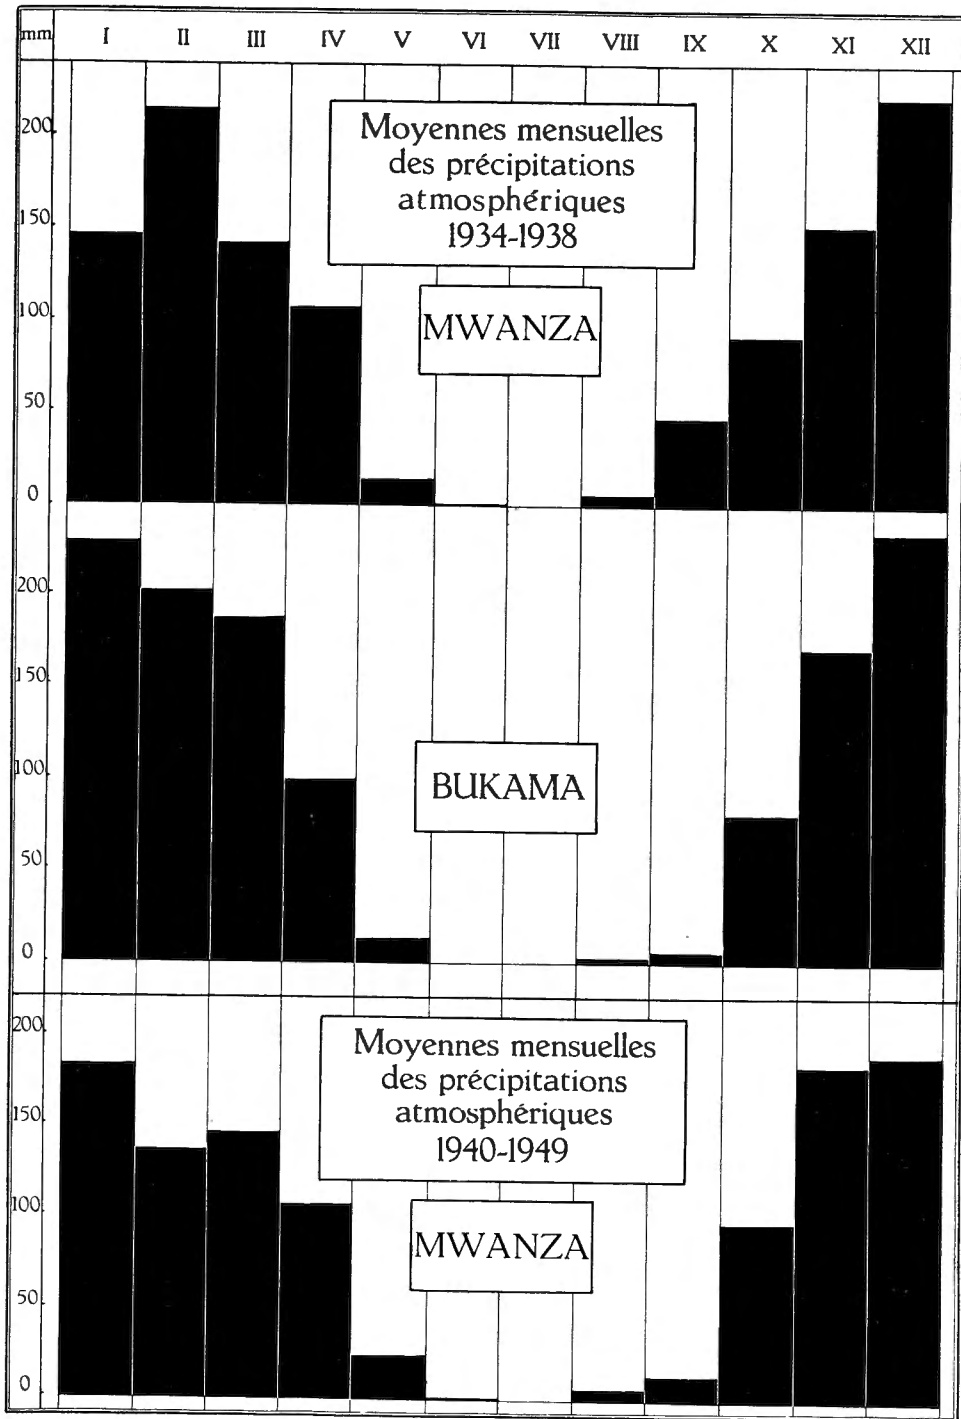 mm I II III IV V VI VII VIII IX X XI XII
Moyennes mensuelles
des précipitations
atmosphériques
1934-1938
MWANZA
200
150
100
50
0
BUKAMA
200
150
100
50
0
Moyennes mensuelles
des précipitations
atmosphériques
1940-1949
MWANZA
200
150
100
50
0